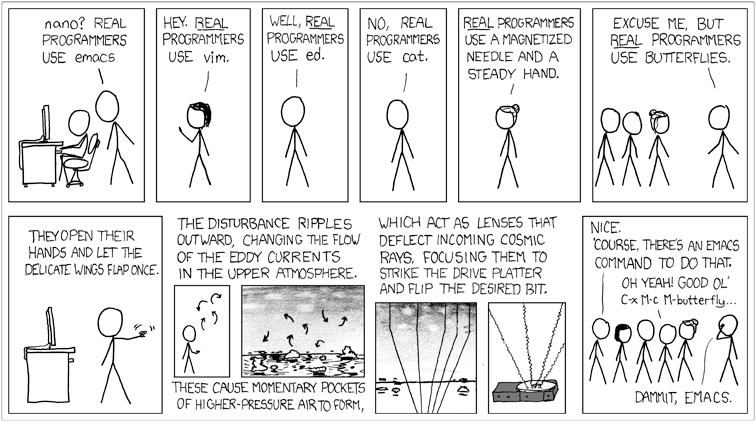 nano? REAL
PROGRAMMERS
USE emacs
HEY. REAL
PROGRAMMERS
USE vim.
WELL, REAL
PROGRAMMERS
USE ed.
NO, REAL
PROGRAMMERS
USE cat.
REAL PROGRAMMERS
USE A MAGNETIZED
NEEDLE AND A
STEADY HAND.
EXCUSE ME, BUT
REAL PROGRAMMERS
USE BUTTERFLIES.
THEY OPEN THEIR
HANDS AND LET THE
DELICATE WINGS FLAP ONCE.
THE DISTURBANCE RIPPLES
OUTWARD, CHANGING THE FLOW
OF THE EDDY CURRENTS
IN THE UPPER ATMOSPHERE.
THESE CAUSE MOMENTARY POCKETS
OF HIGHER-PRESSURE AIR TO FORM,
WHICH ACT AS LENSES THAT
DEFLECT INCOMING COSMIC
RAYS, FOCUSING THEM TO
STRIKE THE DRIVE PLATTER
AND FLIP THE DESIRED BIT.
NICE.
'COURSE, THERE'S AN EMACS
COMMAND TO DO THAT.
OH YEAH! GOOD OL'
C-x M-c M-butterfly...
DAMMIT, EMACS.